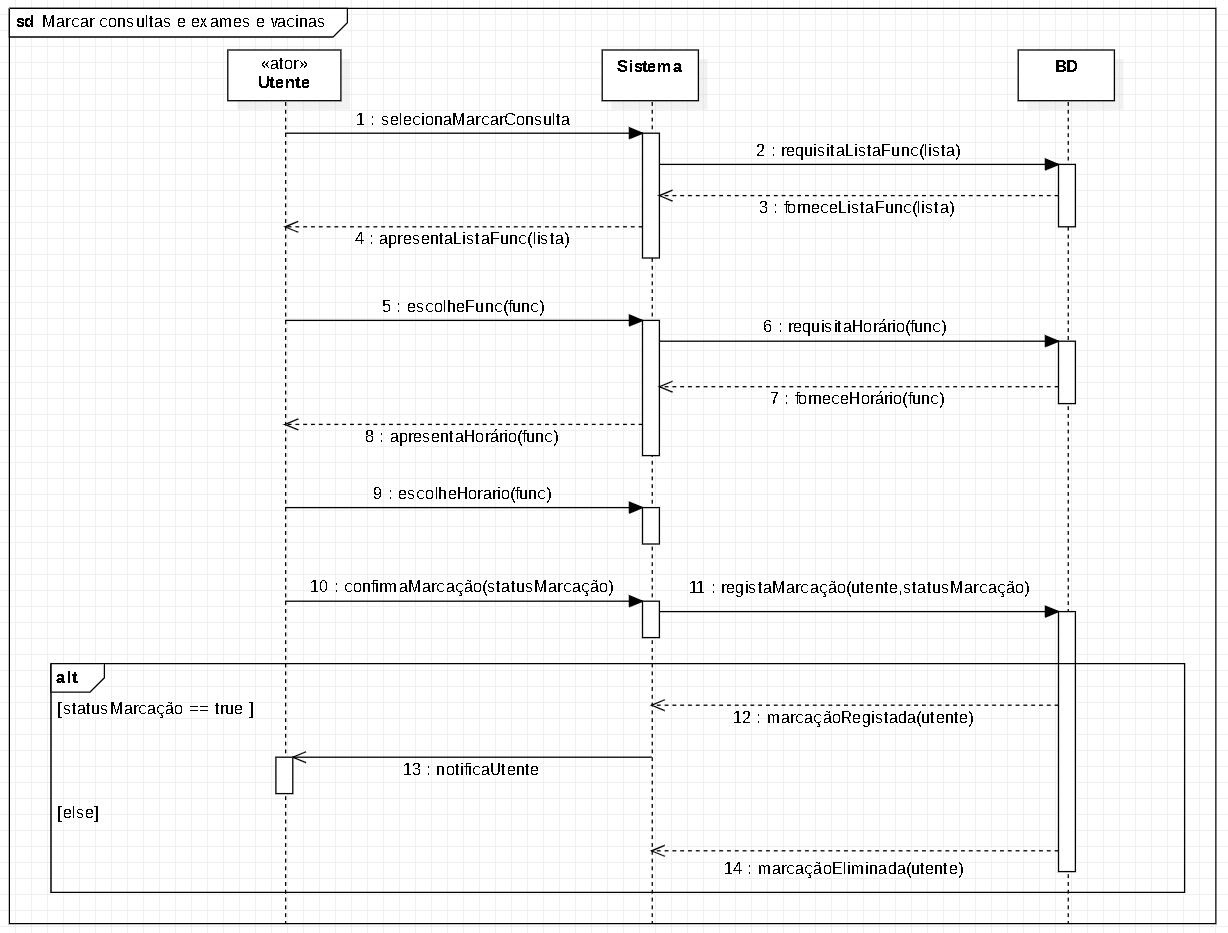 sd Marcar consultas e exames e vacinas
«ator»
Utente
Sistema
BD
1 : selecionaMarcarConsulta
2 : requisitaListaFunc(lista)
3 : forneceListaFunc(lista)
4 : apresentaListaFunc(lista)
5 : escolheFunc(func)
6 : requisitaHorário(func)
7 : forneceHorário(func)
8 : apresentaHorário(func)
9 : escolheHorario(func)
10 : confirmaMarcação(statusMarcação)
11 : registaMarcação(utente,statusMarcação)
alt
[statusMarcação == true ]
12 : marcaçãoRegistada(utente)
13 : notificaUtente
[else]
14 : marcaçãoEliminada(utente)